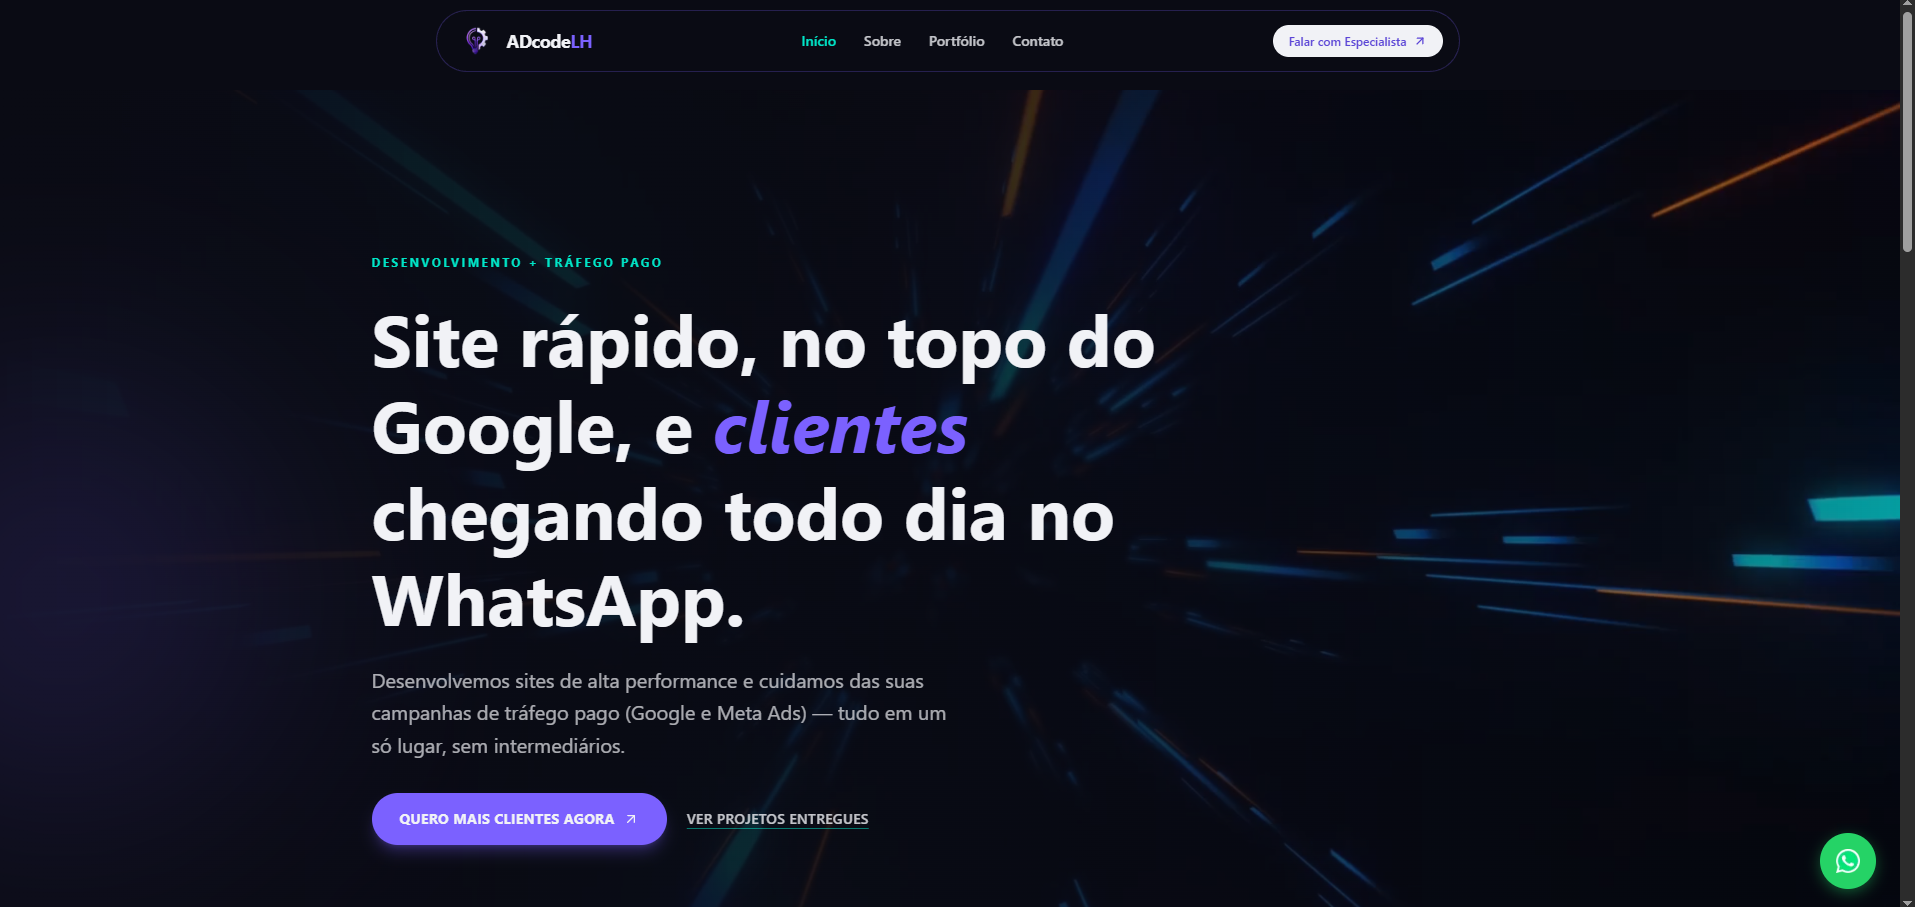 ADcodeLH
Início
Sobre
Portfólio
Contato
Falar com Especialista
DESENVOLVIMENTO + TRÁFEGO PAGO
Site rápido, no topo do
Google, e clientes
chegando todo dia no
WhatsApp.
Desenvolvemos sites de alta performance e cuidamos das suas
campanhas de tráfego pago (Google e Meta Ads) — tudo em um
só lugar, sem intermediários.
QUERO MAIS CLIENTES AGORA
VER PROJETOS ENTREGUES